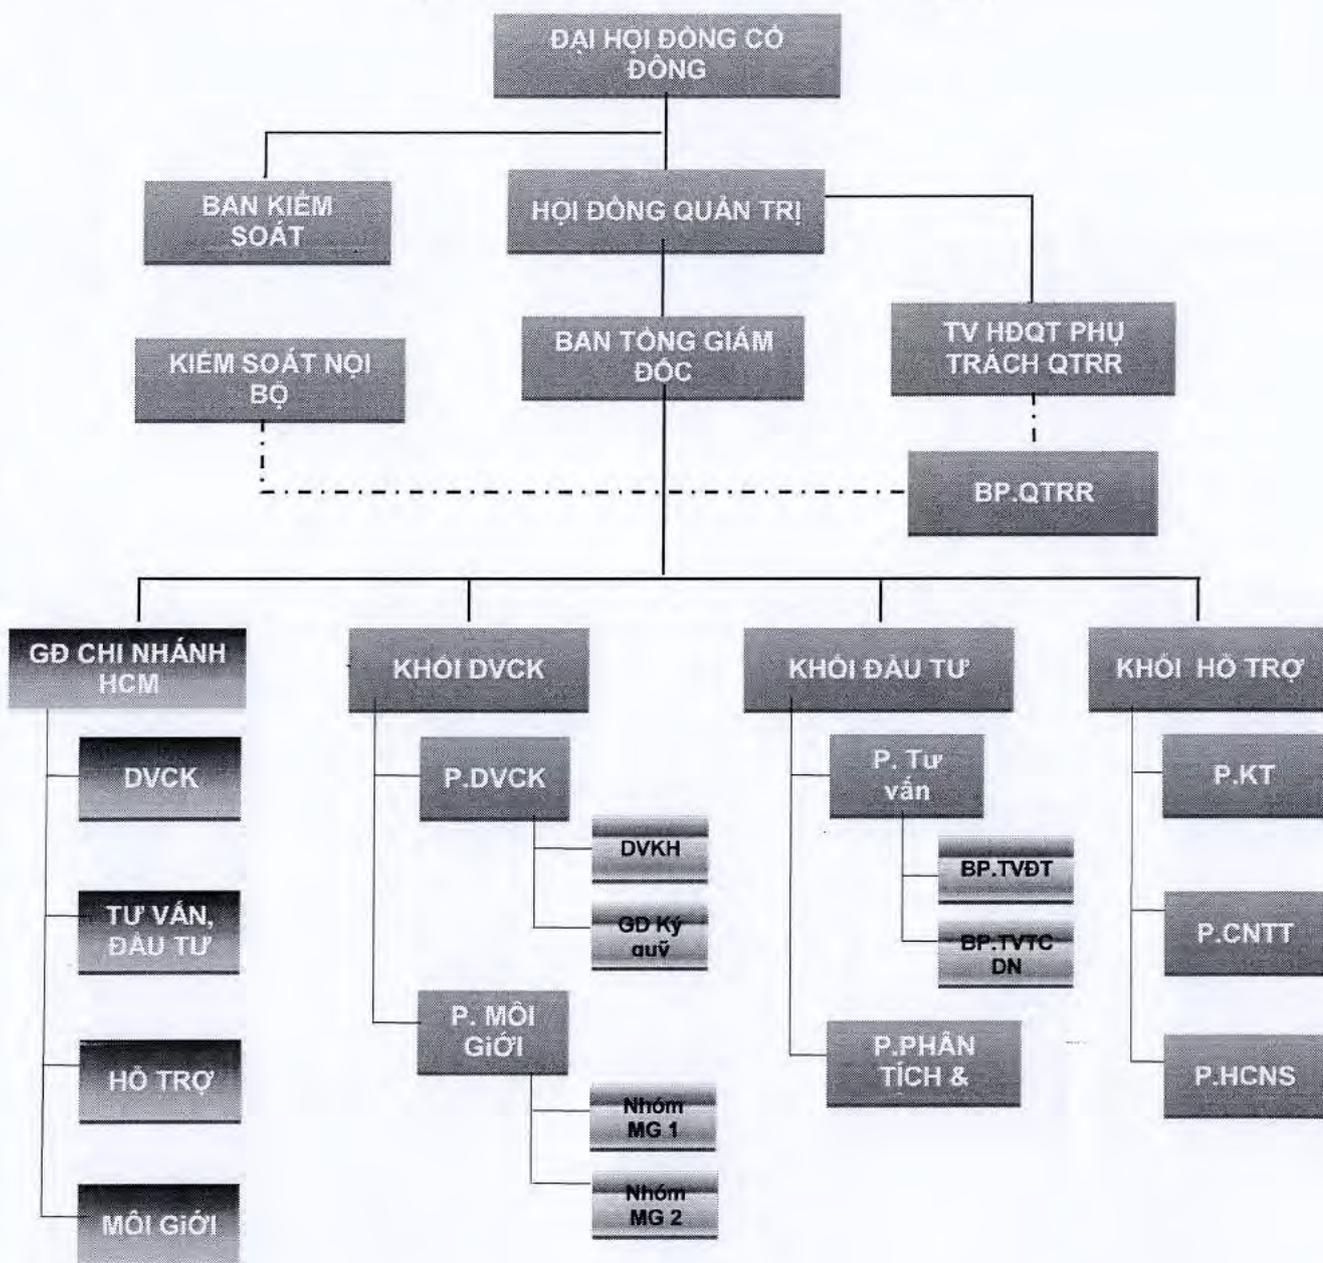 ĐẠI HỘI ĐỒNG CỔ
ĐÔNG
BAN KIỂM
SOÁT
HỘI ĐỒNG QUẢN TRỊ
KIỂM SOÁT NỘI
BỘ
BAN TỔNG GIÁM
ĐỐC
TV HĐQT PHỤ
TRÁCH QTRR
BP.QTRR
GĐ CHI NHÁNH
HCM
DVCK
TƯ VẤN,
ĐẦU TƯ
HỖ TRỢ
MÔI GiỚI
KHỐI DVCK
P.DVCK
DVKH
GD Ký
quỹ
P. MÔI
GiỚI
Nhóm
MG 1
Nhóm
MG 2
KHỐI ĐẦU TƯ
P. Tư
vấn
BP.TVĐT
BP.TVTC
DN
P.PHÂN
TÍCH &
KHỐI HỖ TRỢ
P.KT
P.CNTT
P.HCNS